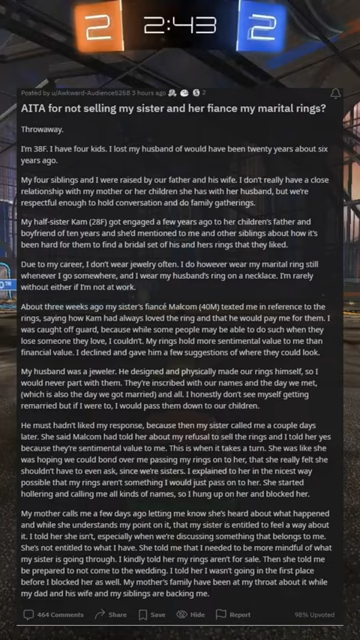 2 2:43 2
Posted by u/AwAward-Audience5258 3 hours ago 2
AITA for not selling my sister and her fiance my marital rings?
Throwaway.
I'm 38F. I have four kids. I lost my husband of would have been twenty years about six
years ago.
My four siblings and I were raised by our father and his wife. I don't really have a close
relationship with my mother or her children she has with her husband, but we're
respectful enough to hold conversation and do family gatherings.
My half-sister Kam (28F) got engaged a few years ago to her children's father and
boyfriend of ten years and she'd mentioned to me and other siblings about how it's
been hard for them to find a bridal set of his and hers rings that they liked.
Due to my career, I don't wear jewelry often. I do however wear my marital ring still
whenever I go somewhere, and I wear my husband's ring on a necklace. I'm rarely
without either if I'm not at work.
About three weeks ago my sister's fiancé Malcom (40M) texted me in reference to the
rings, saying how Kam had always loved the ring and that he would pay me for them. I
was caught off guard, because while some people may be able to do such when they
lose someone they love, I couldn't. My rings hold more sentimental value to me than
financial value. I declined and gave him a few suggestions of where they could look.
My husband was a jeweler. He designed and physically made our rings himself, so I
would never part with them. They're inscribed with our names and the day we met,
(which is also the day we got married) and all. I honestly don't see myself getting
remarried but if I were to, I would pass them down to our children.
He must hadn't liked my response, because then my sister called me a couple days
later. She said Malcom had told her about my refusal to sell the rings and I told her yes
because they're sentimental value to me. This is when it takes a turn. She was like she
was hoping we could bond over me passing my rings on to her, that she really felt she
shouldn't have to even ask, since we're sisters. I explained to her in the nicest way
possible that my rings aren't something I would just pass on to her. She started
hollering and calling me all kinds of names, so I hung up on her and blocked her.
My mother calls me a few days ago letting me know she's heard about what happened
and while she understands my point on it, that my sister is entitled to feel a way about
it. I told her she isn't, especially when we're discussing something that belongs to me.
She's not entitled to what I have. She told me that I needed to be more mindful of what
my sister is going through. I kindly told her my rings aren't for sale. Then she told me
be prepared to not come to the wedding. I told her I wasn't going in the first place
before I blocked her as well. My mother's family have been at my throat about it while
my dad and his wife and my siblings are backing me.
464 Comments Share Save Hide Report 98% Upvoted